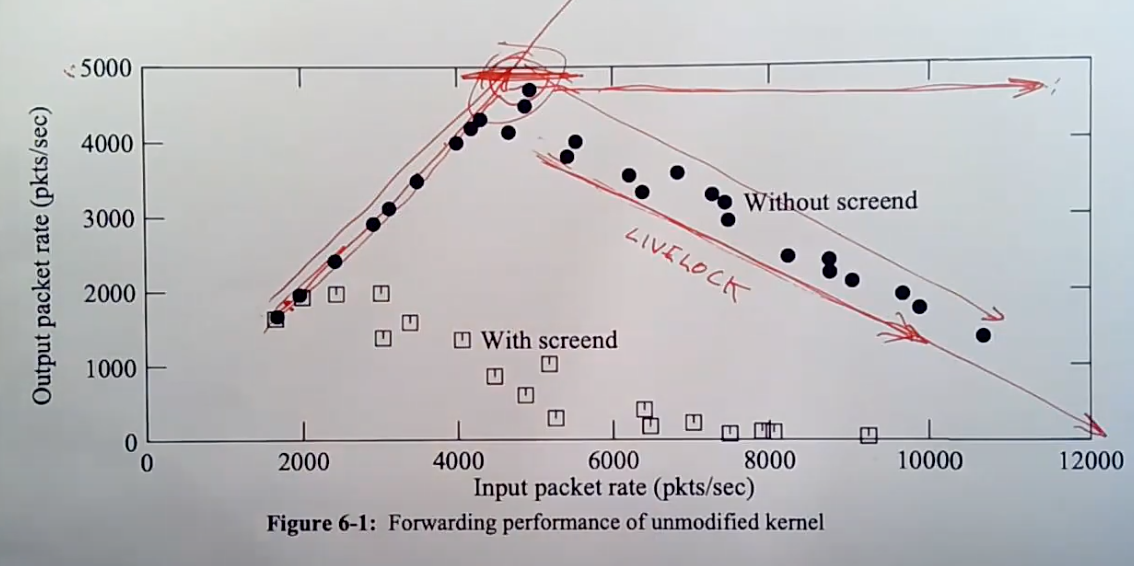 5000
4000
3000
2000
1000
0
Output packet rate (pkts/sec)
Without screend
LIVELOCK
With screend
0 2000 4000 6000 8000 10000 12000
Input packet rate (pkts/sec)
Figure 6-1: Forwarding performance of unmodified kernel